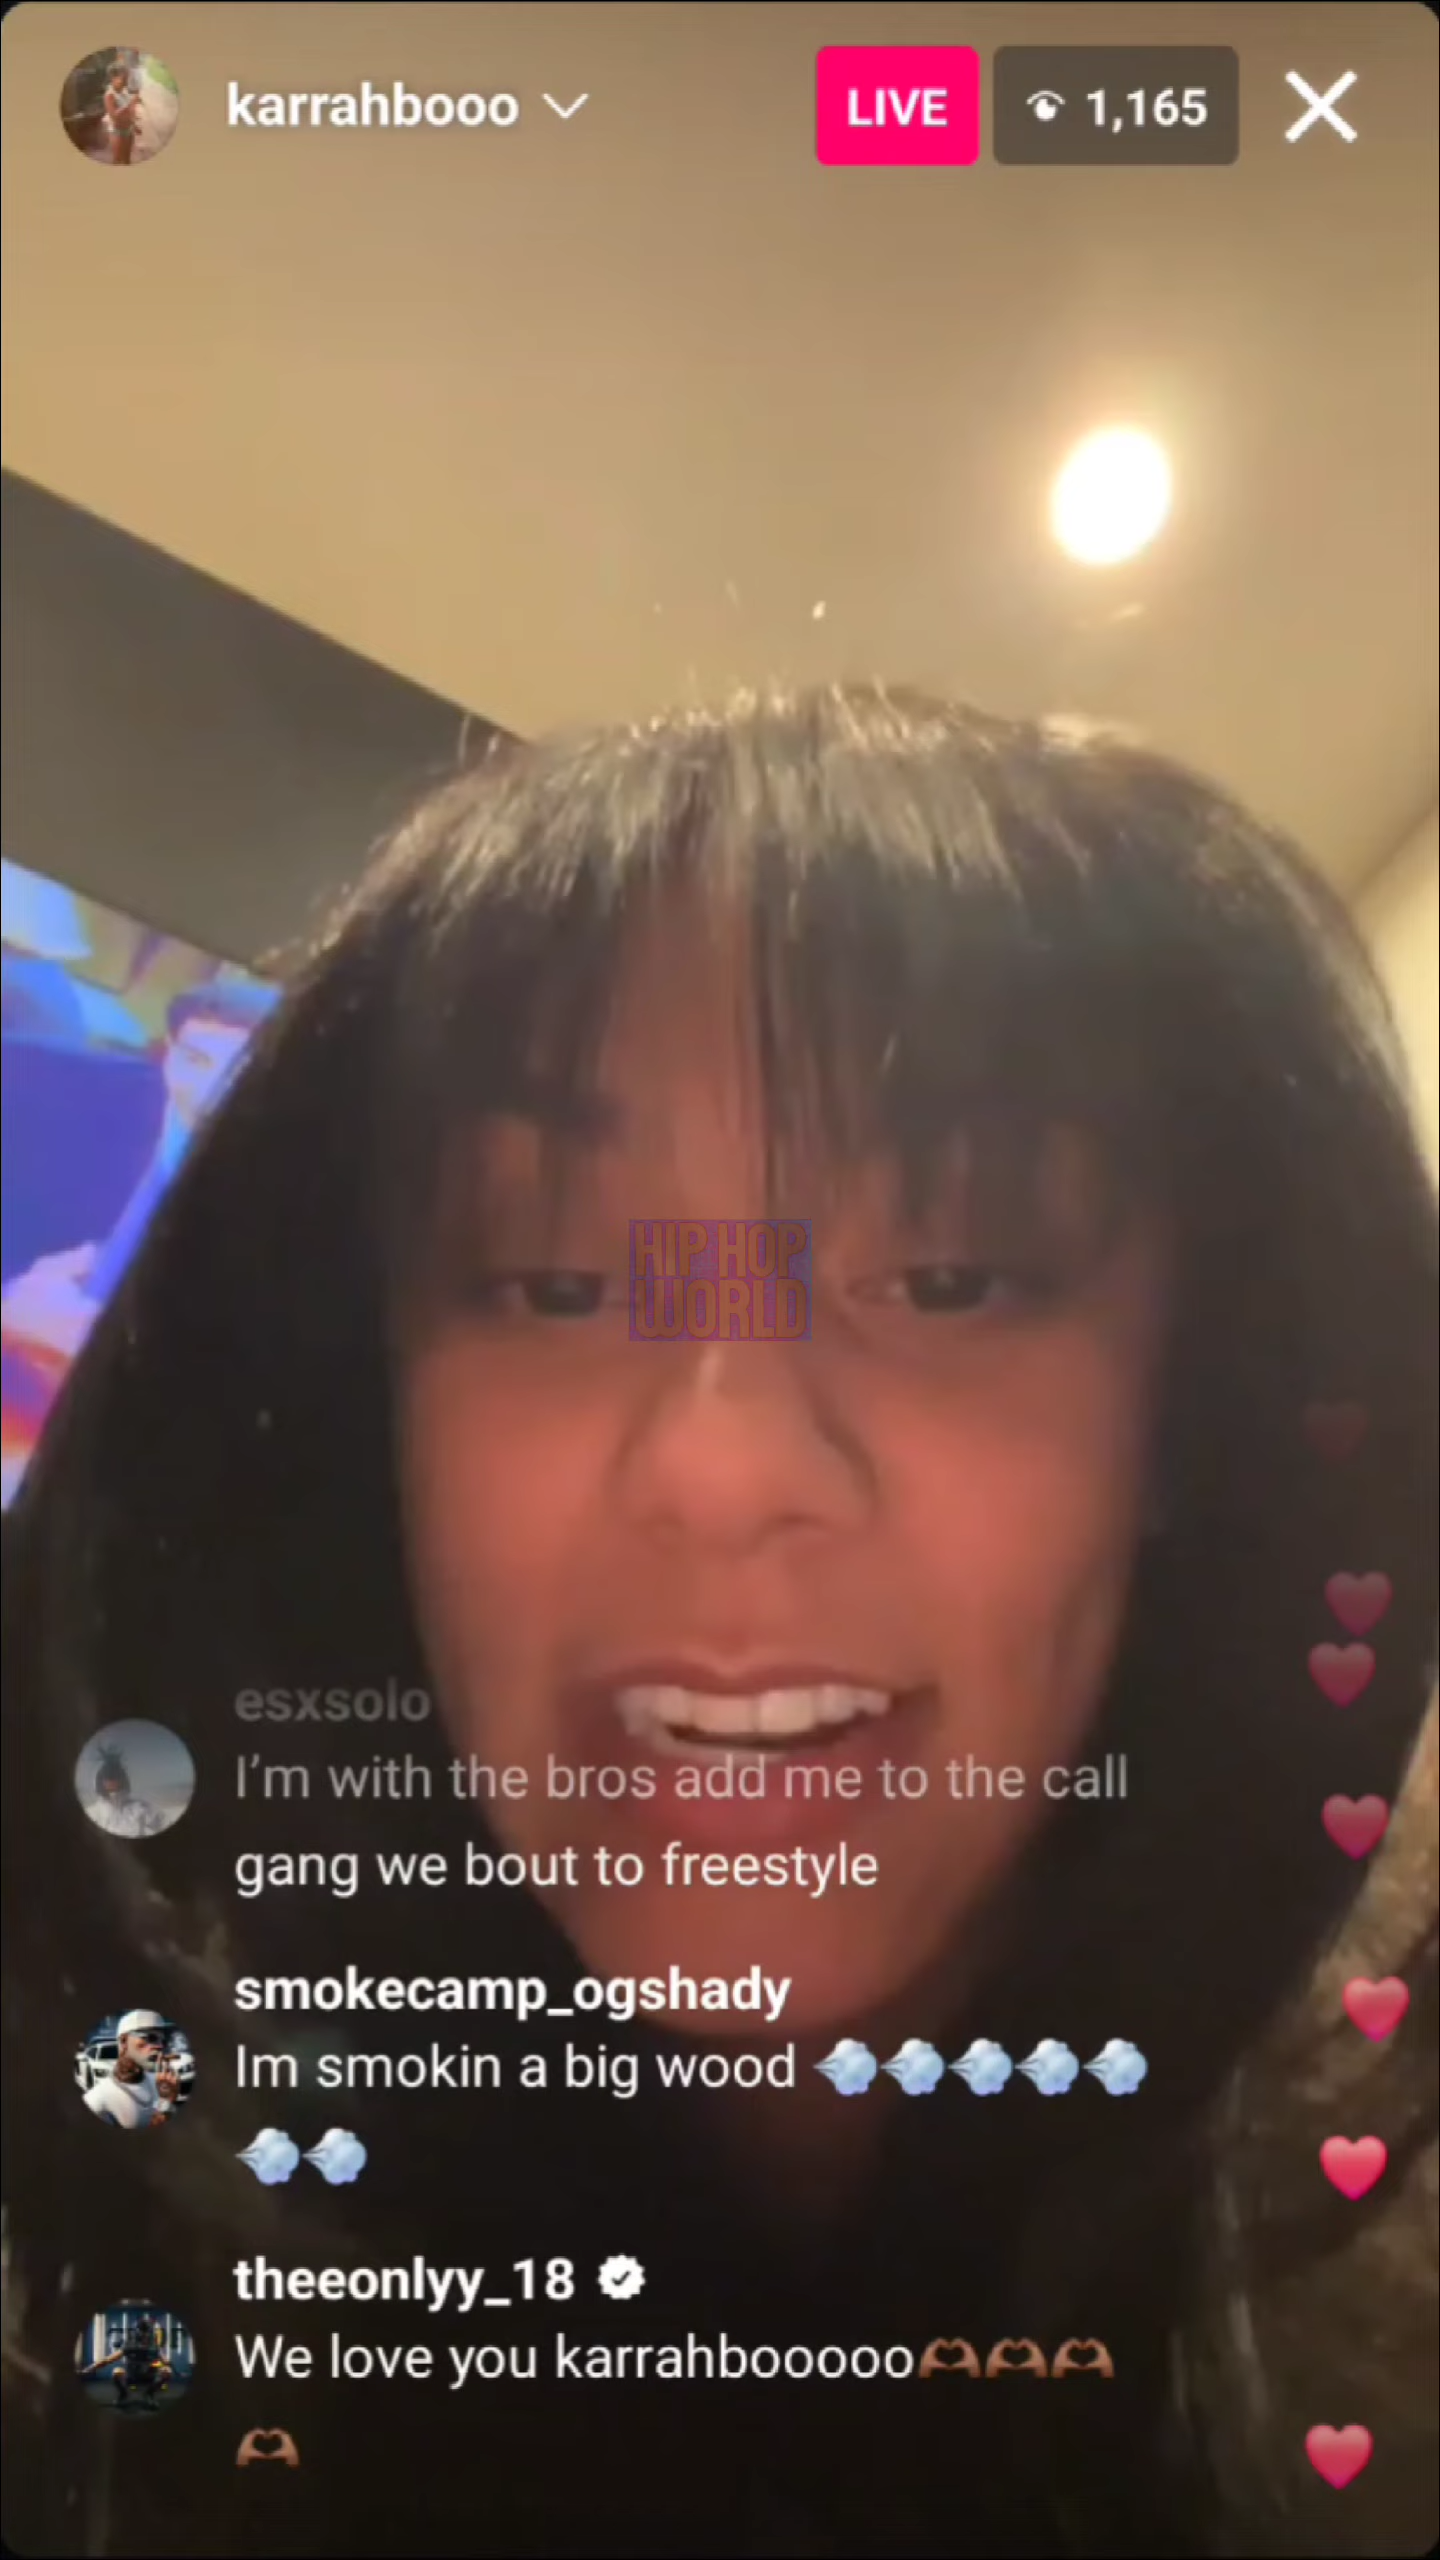 karrahbooo
LIVE
1,165
HIP HOP
WORLD
esxsolo
I’m with the bros add me to the call
gang we bout to freestyle
smokecamp_ogshady
Im smokin a big wood 💨💨💨💨💨
💨💨
theeonlyy_18
We love you karrahbooooo🫶🏾🫶🏾🫶🏾
🫶🏾